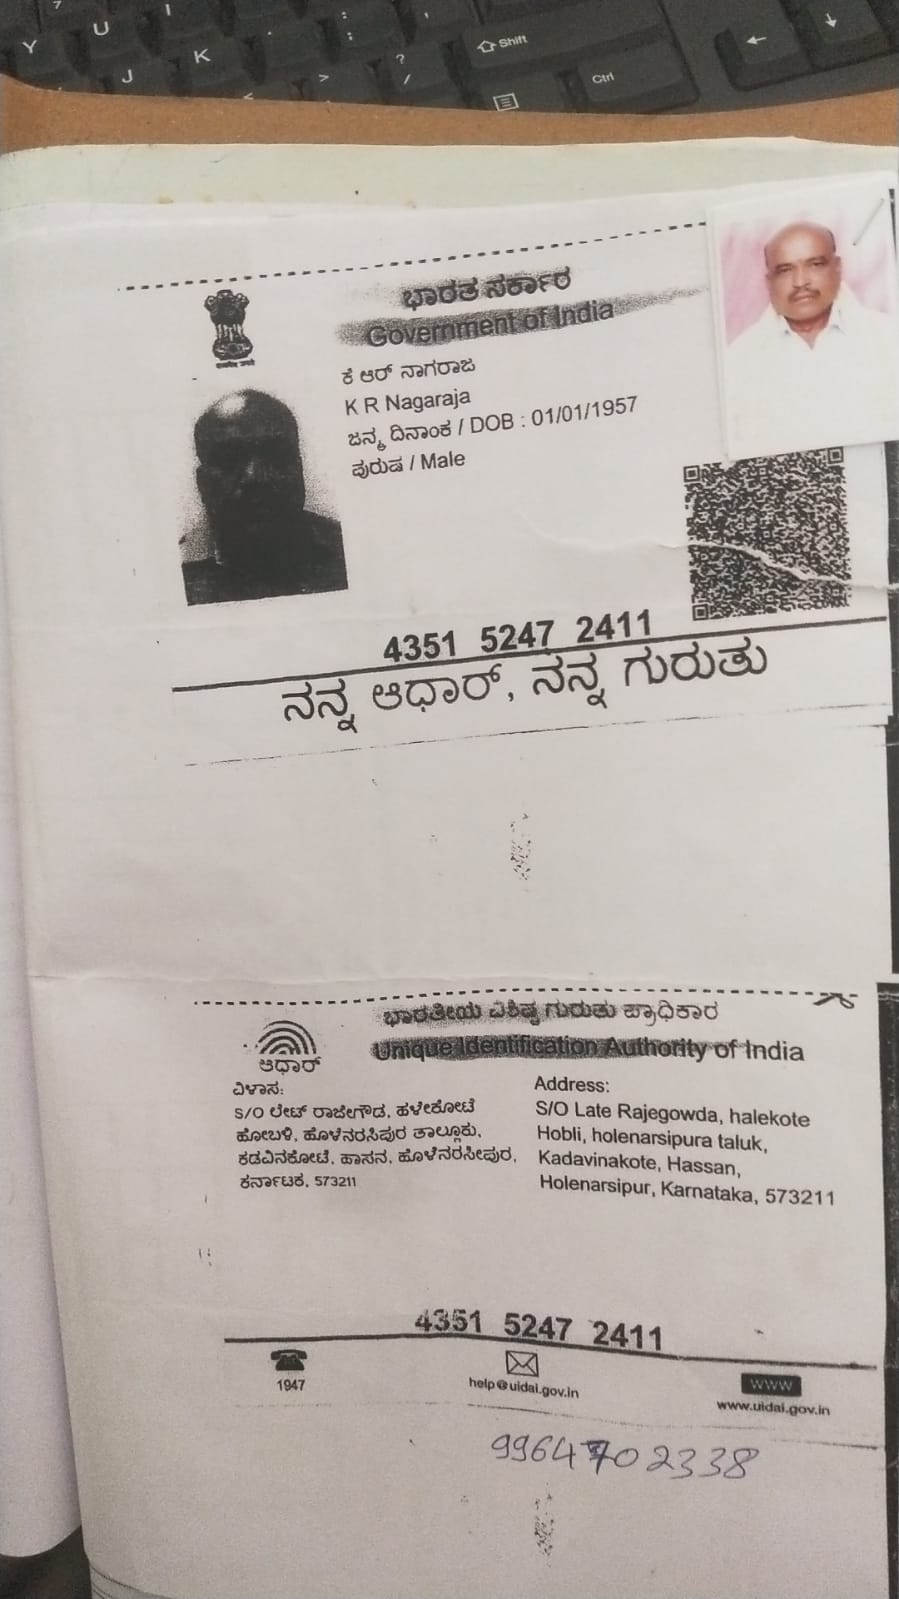 Y U I
J K
Shift
Ctrl
ಭಾರತ ಸರ್ಕಾರ
Government of India
ಕೆ ಆರ್ ನಾಗರಾಜ
K R Nagaraja
ಜನ್ಮ ದಿನಾಂಕ / DOB : 01/01/1957
ಪುರುಷ / Male
4351 5247 2411
ನನ್ನ ಆಧಾರ್, ನನ್ನ ಗುರುತು
ಭಾರತೀಯ ವಿಶಿಷ್ಟ ಗುರುತು ಪ್ರಾಧಿಕಾರ
Unique Identification Authority of India
ಆಧಾರ್
ವಿಳಾಸ:
S/O ಲೇಟ್ ರಾಜೇಗೌಡ, ಹಳೇಕೋಟೆ
ಹೋಬಳಿ, ಹೊಳೆನರಸಿಪುರ ತಾಲ್ಲೂಕು,
ಕಡವಿನಕೋಟೆ, ಹಾಸನ, ಹೊಳೆನರಸೀಪುರ,
ಕರ್ನಾಟಕ, 573211
Address:
S/O Late Rajegowda, halekote
Hobli, holenarsipura taluk,
Kadavinakote, Hassan,
Holenarsipur, Karnataka, 573211
4351 5247 2411
1947
help@uidai.gov.in
www
www.uidai.gov.in
9964702338